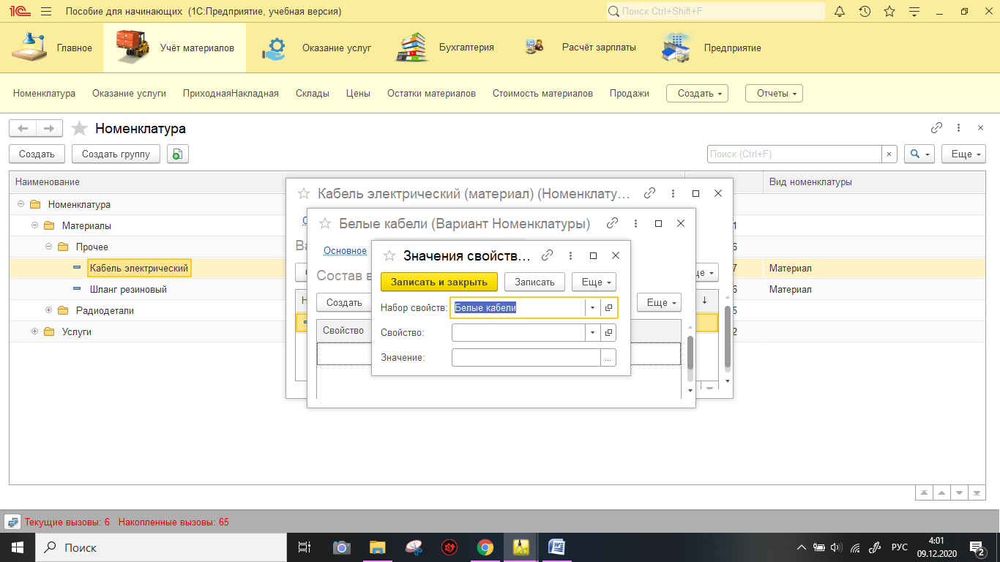 1С Пособие для начинающих (1С:Предприятие, учебная версия) Поиск Ctrl+Shift+F
Главное Учёт материалов Оказание услуг Бухгалтерия Расчёт зарплаты Предприятие
Номенклатура Оказание услуги ПриходнаяНакладная Склады Цены Остатки материалов Стоимость материалов Продажи Создать Отчеты
Номенклатура
Создать Создать группу Поиск (Ctrl+F) Еще
Наименование Вид номенклатуры
Номенклатура
Материалы 1
Прочее 6
Кабель электрический 7 Материал
Шланг резиновый 6 Материал
Радиодетали 5
Услуги 2
Кабель электрический (материал) (Номенклату...
Белые кабели (Вариант Номенклатуры)
Основное
Состав в
Создать Еще
Свойство
Значения свойств...
Записать и закрыть Записать Еще
Набор свойств: Белые кабели
Свойство:
Значение: ...
Текущие вызовы: 6 Накопленные вызовы: 65
Поиск РУС 4:01
09.12.2020 2